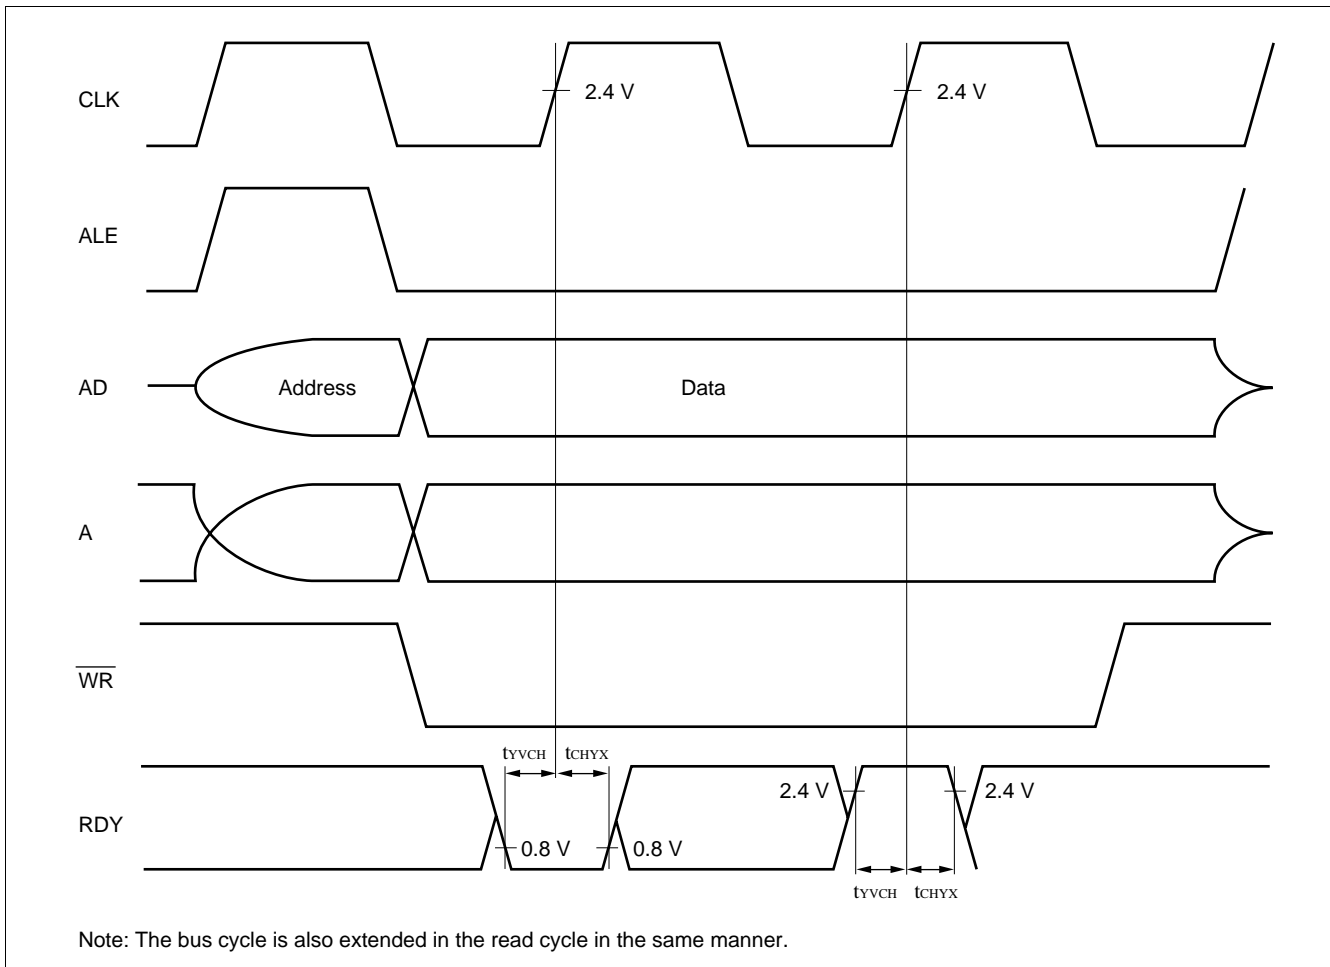 CLK
2.4 V
2.4 V
ALE
AD
Address
Data
A
WR
tYVCH
tCHYX
2.4 V
2.4 V
RDY
0.8 V
0.8 V
tYVCH
tCHYX
Note: The bus cycle is also extended in the read cycle in the same manner.